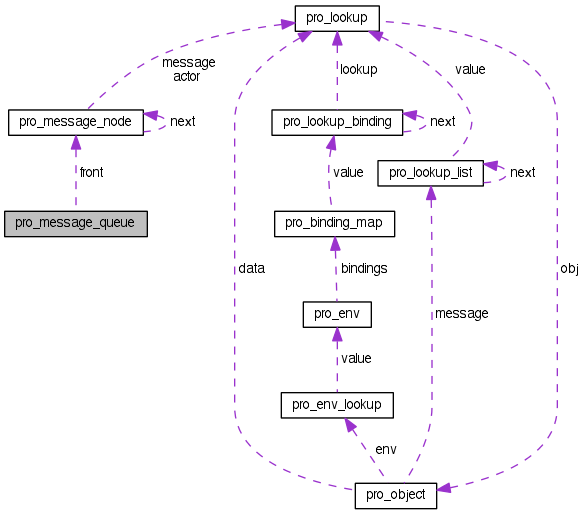 pro_lookup
message
actor
lookup
value
pro_message_node
next
pro_lookup_binding
next
pro_lookup_list
next
front
value
pro_message_queue
pro_binding_map
data
bindings
obj
pro_env
message
value
pro_env_lookup
env
pro_object